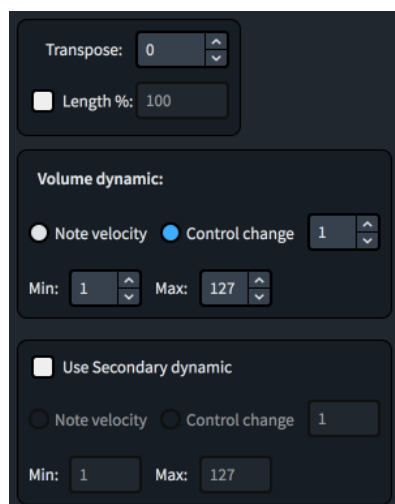 Transpose: 0
Length %: 100
Volume dynamic:
Note velocity Control change 1
Min: 1 Max: 127
Use Secondary dynamic
Note velocity Control change 1
Min: 1 Max: 127